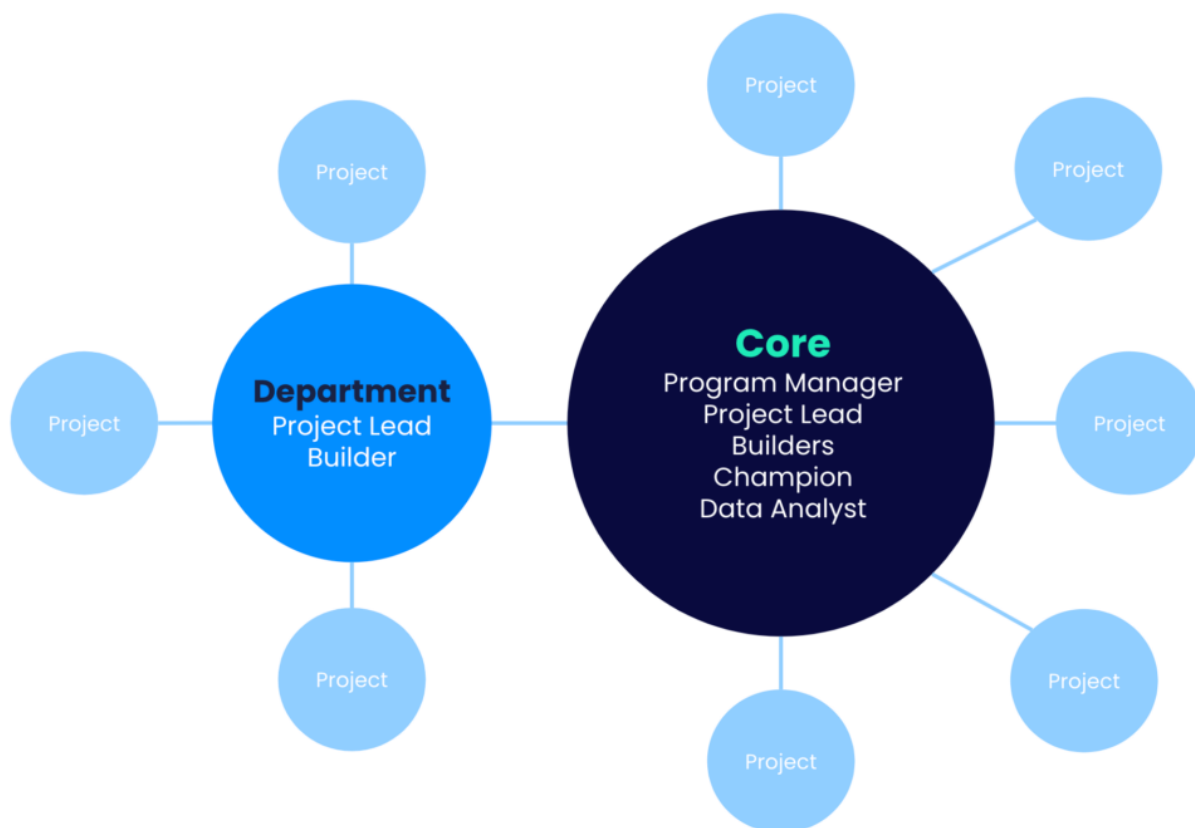 Project
Project
Project
Project
Department
Project Lead
Builder
Core
Program Manager
Project Lead
Builders
Champion
Data Analyst
Project
Project
Project
Project
Project